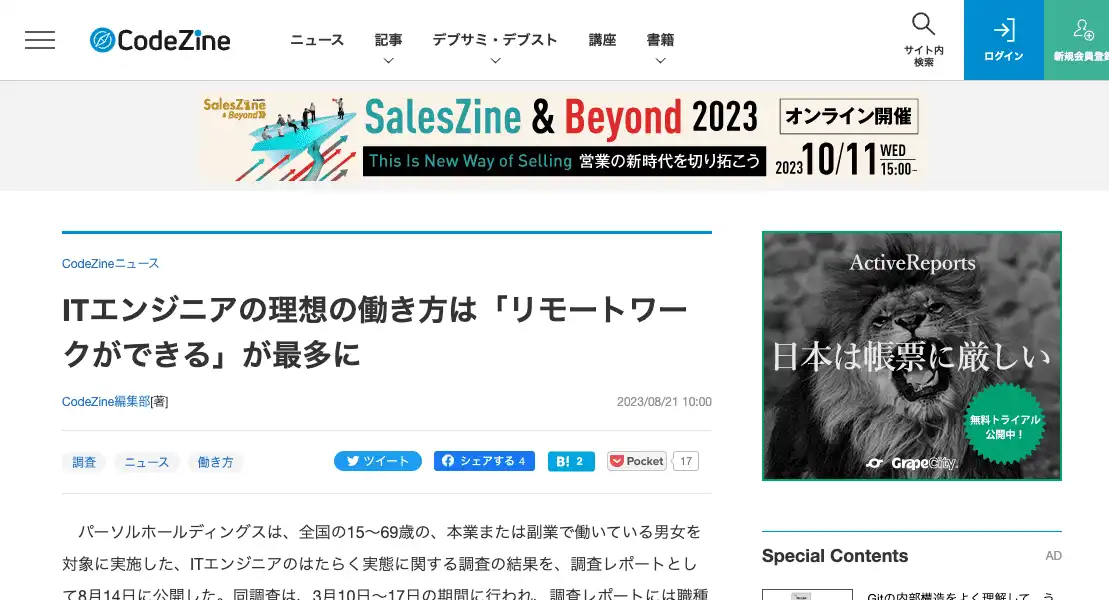 CodeZine
ニュース
記事
デブサミ・デブスト
講座
書籍
サイト内
検索
ログイン
新規会員登録
SalesZine
& Beyond
SalesZine & Beyond 2023
This Is New Way of Selling 営業の新時代を切り拓こう
オンライン開催
2023 10/11 WED 15:00-
CodeZineニュース
ITエンジニアの理想の働き方は「リモートワー
クができる」が最多に
CodeZine編集部[著]
2023/08/21 10:00
調査
ニュース
働き方
ツイート
シェアする 4
B! 2
Pocket
17
パーソルホールディングスは、全国の15〜69歳の、本業または副業で働いている男女を
対象に実施した、ITエンジニアのはたらく実態に関する調査の結果を、調査レポートとし
て8月14日に公開した。同調査は、3月10日〜17日の期間に行われ、調査レポートには職種
ActiveReports
日本は帳票に厳しい
無料トライアル
公開中！
GrapeCity
Special Contents
AD
Gitの内部構造をよく理解して、う